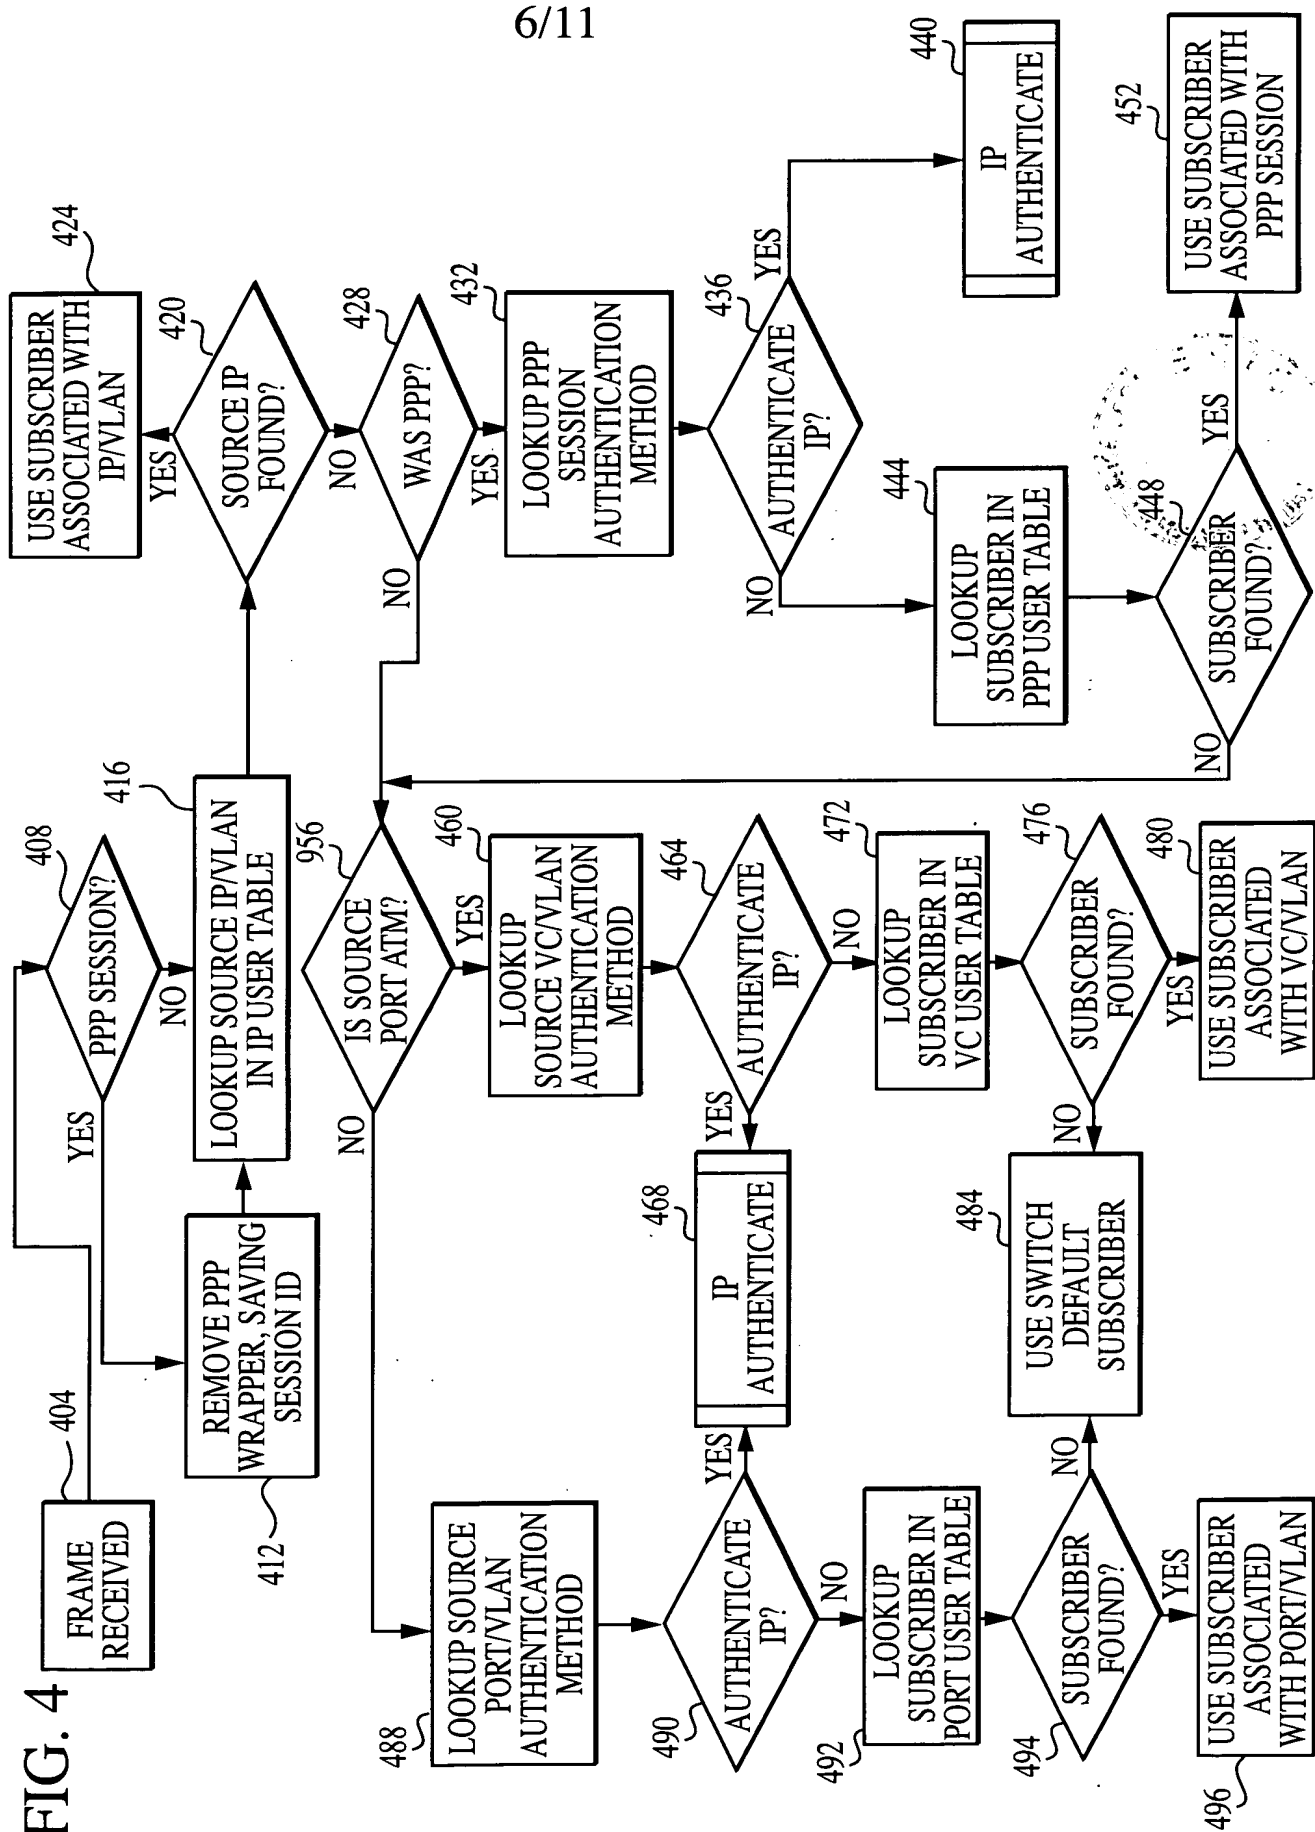 6/11
FIG. 4
FRAME
RECEIVED
404
PPP SESSION?
408
YES
NO
REMOVE PPP
WRAPPER, SAVING
SESSION ID
412
LOOKUP SOURCE IP/VLAN
IN IP USER TABLE
416
SOURCE IP
FOUND?
420
YES
NO
USE SUBSCRIBER
ASSOCIATED WITH
IP/VLAN
424
WAS PPP?
428
NO
YES
LOOKUP PPP
SESSION
AUTHENTICATION
METHOD
432
AUTHENTICATE
IP?
436
YES
NO
IP
AUTHENTICATE
440
LOOKUP
SUBSCRIBER IN
PPP USER TABLE
444
SUBSCRIBER
FOUND?
448
YES
NO
USE SUBSCRIBER
ASSOCIATED WITH
PPP SESSION
452
IS SOURCE
PORT ATM?
956
NO
YES
LOOKUP
SOURCE VC/VLAN
AUTHENTICATION
METHOD
460
AUTHENTICATE
IP?
464
YES
NO
IP
AUTHENTICATE
468
LOOKUP
SUBSCRIBER IN
VC USER TABLE
472
SUBSCRIBER
FOUND?
476
NO
YES
USE SUBSCRIBER
ASSOCIATED
WITH VC/VLAN
480
USE SWITCH
DEFAULT
SUBSCRIBER
484
LOOKUP SOURCE
PORT/VLAN
AUTHENTICATION
METHOD
488
AUTHENTICATE
IP?
490
YES
NO
LOOKUP
SUBSCRIBER IN
PORT USER TABLE
492
SUBSCRIBER
FOUND?
494
NO
YES
USE SUBSCRIBER
ASSOCIATED
WITH PORT/VLAN
496